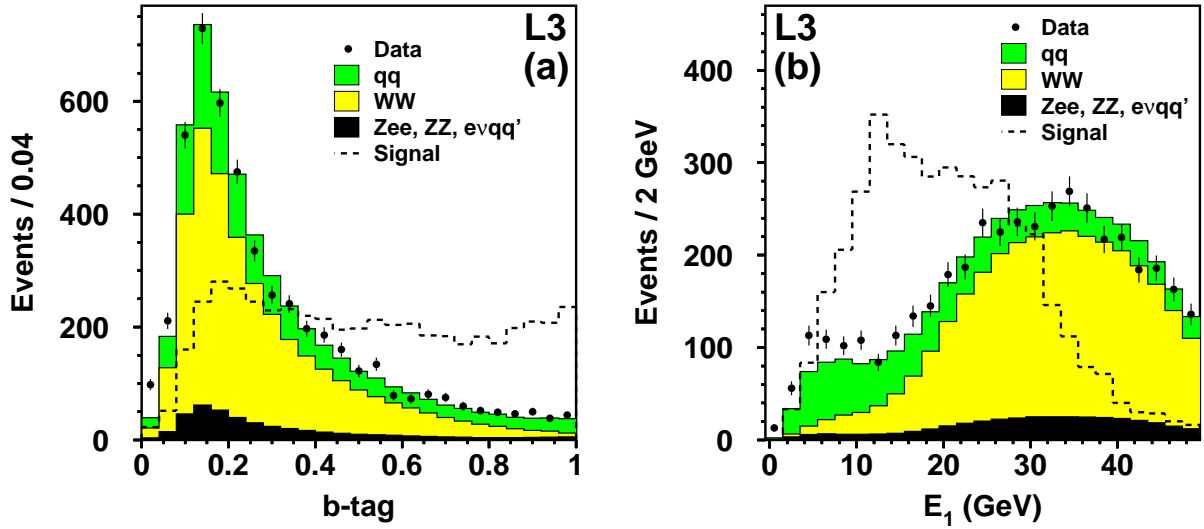 L3
(a)
Data
qq
WW
Zee, ZZ, eνqq’
Signal
Events / 0.04
600
400
200
0
0 0.2 0.4 0.6 0.8 1
b-tag
L3
(b)
Data
qq
WW
Zee, ZZ, eνqq’
Signal
Events / 2 GeV
400
300
200
100
0
0 10 20 30 40
E₁ (GeV)